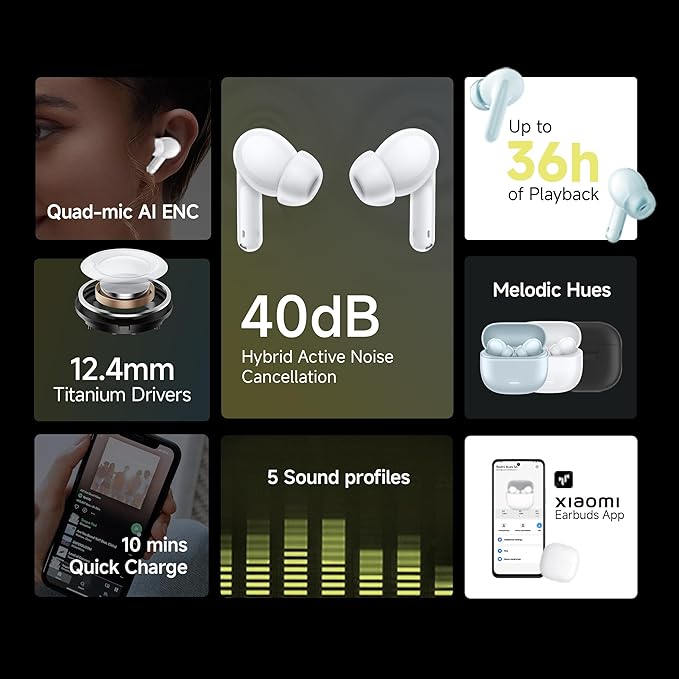 Quad-mic AI ENC
40dB
Hybrid Active Noise
Cancellation
Up to
36h
of Playback
12.4mm
Titanium Drivers
Melodic Hues
10 mins
Quick Charge
5 Sound profiles
xiaomi
Earbuds App